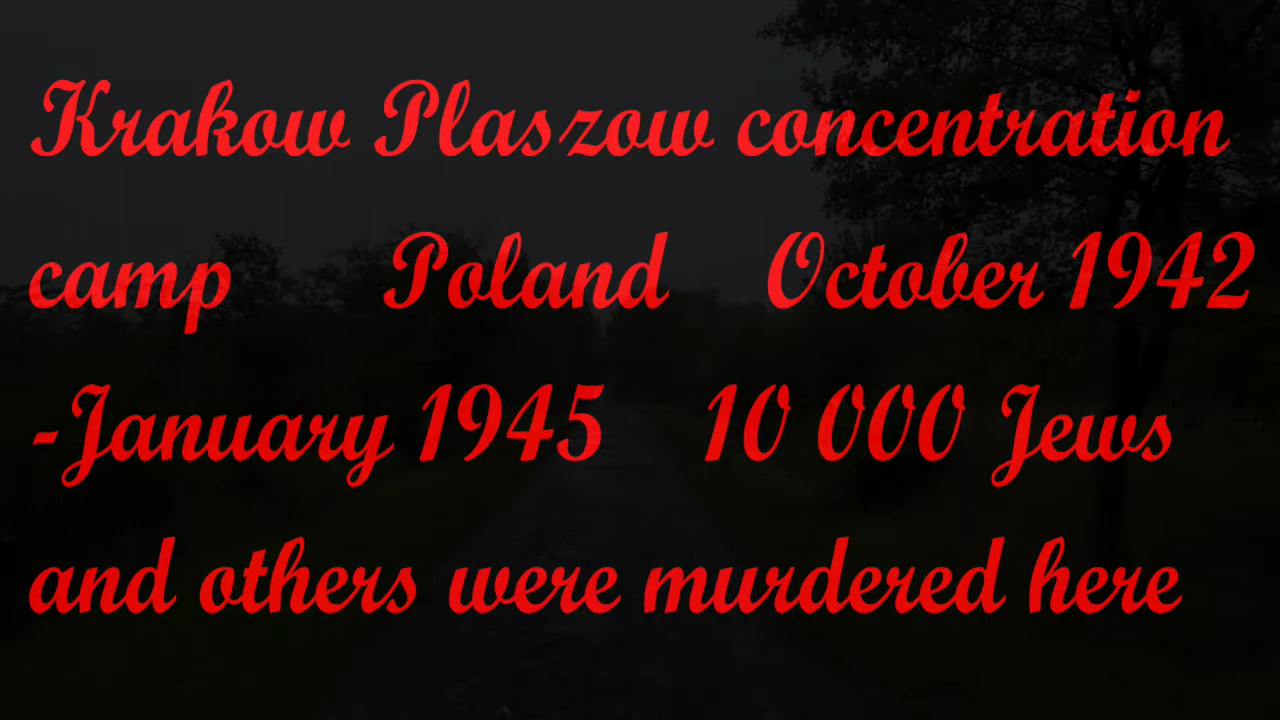 Krakow Plaszow concentration
camp Poland October 1942
-January 1945 10 000 Jews
and others were murdered here